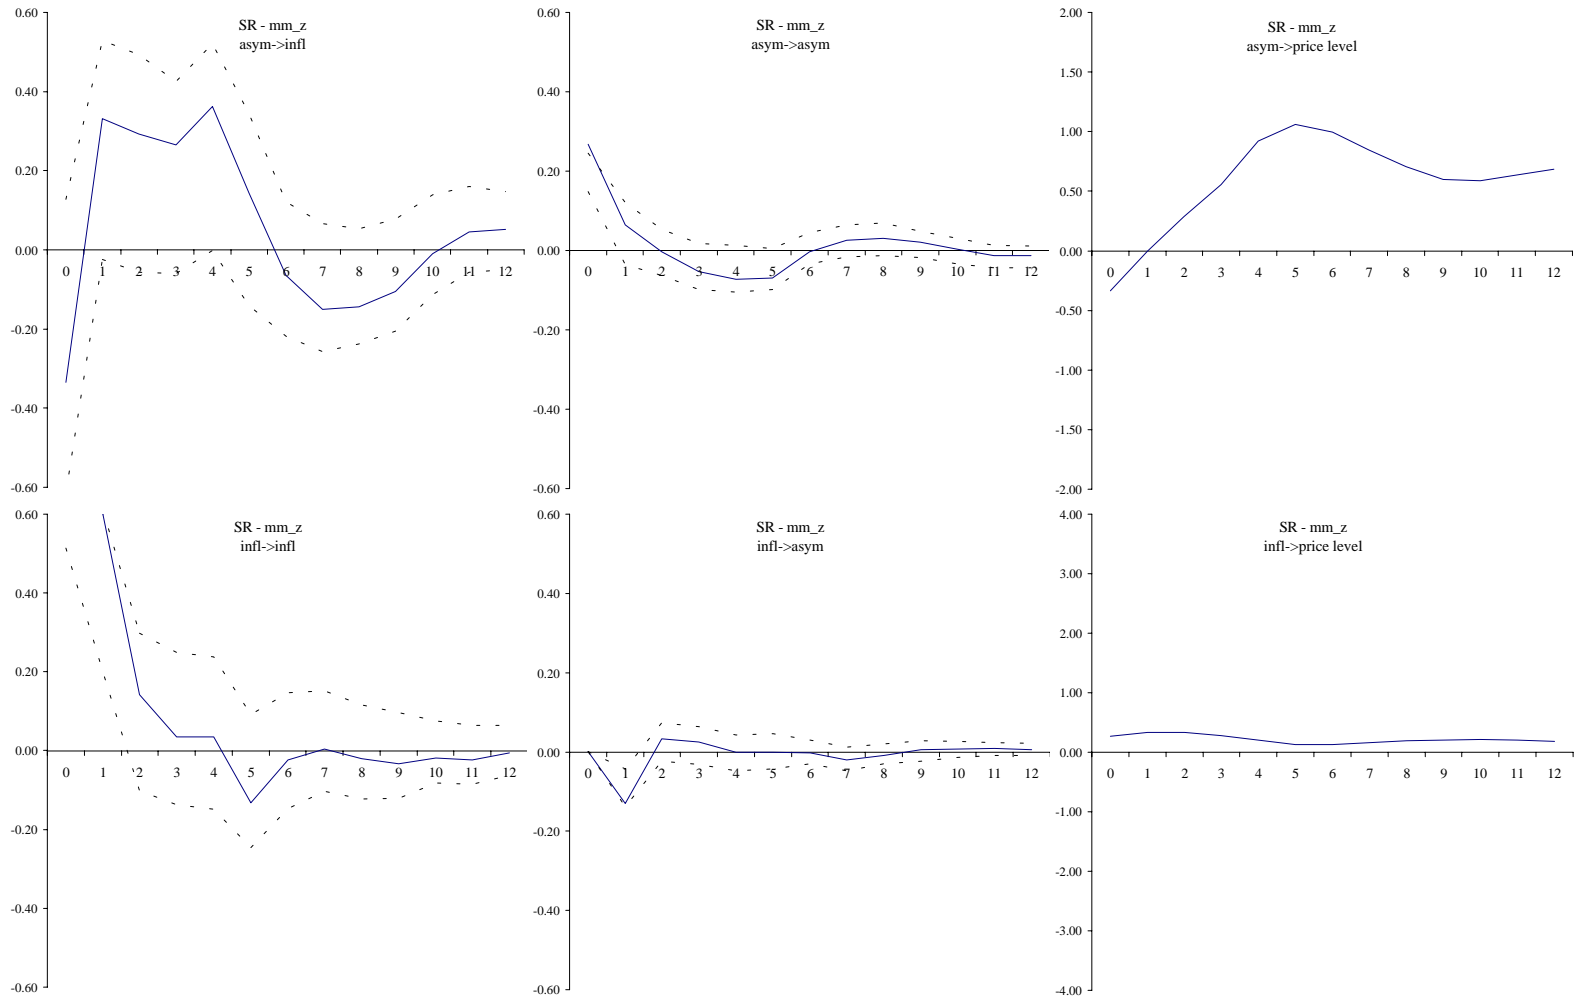 SR - mm_z
asym->infl
0.60
0.40
0.20
0.00
-0.20
-0.40
-0.60
0 1 2 3 4 5 6 7 8 9 10 11 12
SR - mm_z
asym->asym
0.60
0.40
0.20
0.00
-0.20
-0.40
-0.60
0 1 2 3 4 5 6 7 8 9 10 11 12
SR - mm_z
asym->price level
2.00
1.50
1.00
0.50
0.00
-0.50
-1.00
-1.50
-2.00
0 1 2 3 4 5 6 7 8 9 10 11 12
SR - mm_z
infl->infl
0.60
0.40
0.20
0.00
-0.20
-0.40
-0.60
0 1 2 3 4 5 6 7 8 9 10 11 12
SR - mm_z
infl->asym
0.60
0.40
0.20
0.00
-0.20
-0.40
-0.60
0 1 2 3 4 5 6 7 8 9 10 11 12
SR - mm_z
infl->price level
4.00
3.00
2.00
1.00
0.00
-1.00
-2.00
-3.00
-4.00
0 1 2 3 4 5 6 7 8 9 10 11 12